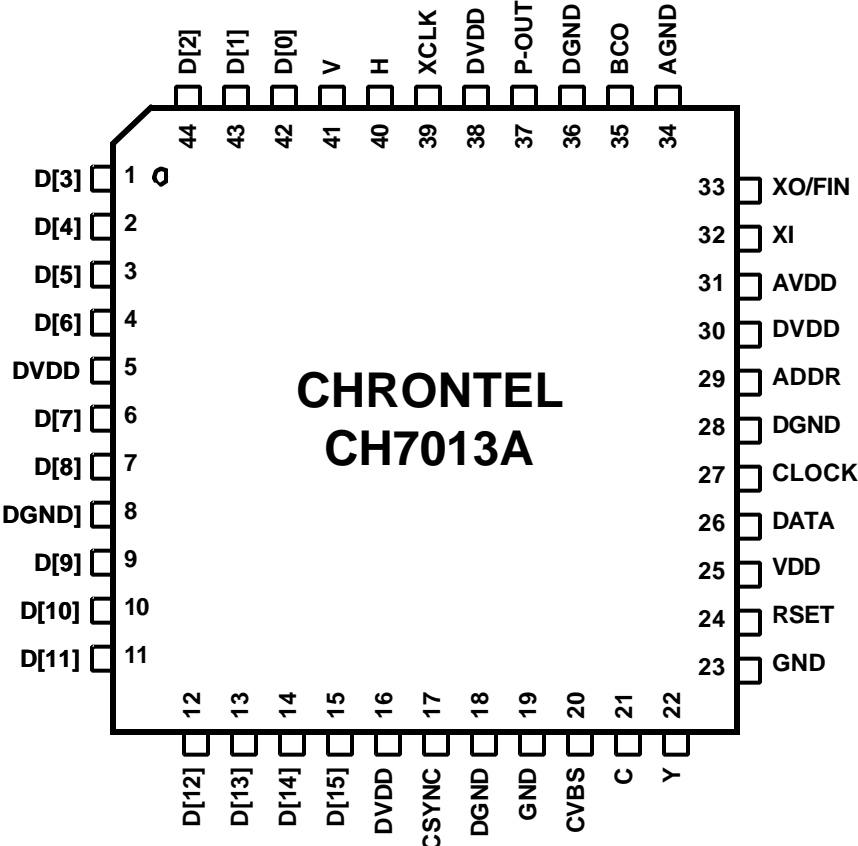 D[2] D[1] D[0] V H XCLK DVDD P-OUT DGND BCO AGND
44 43 42 41 40 39 38 37 36 35 34
D[3] 1
D[4] 2
D[5] 3
D[6] 4
DVDD 5
D[7] 6
D[8] 7
DGND] 8
D[9] 9
D[10] 10
D[11] 11
CHRONTEL
CH7013A
33 XO/FIN
32 XI
31 AVDD
30 DVDD
29 ADDR
28 DGND
27 CLOCK
26 DATA
25 VDD
24 RSET
23 GND
12 13 14 15 16 17 18 19 20 21 22
D[12] D[13] D[14] D[15] DVDD CSYNC DGND GND CVBS C Y